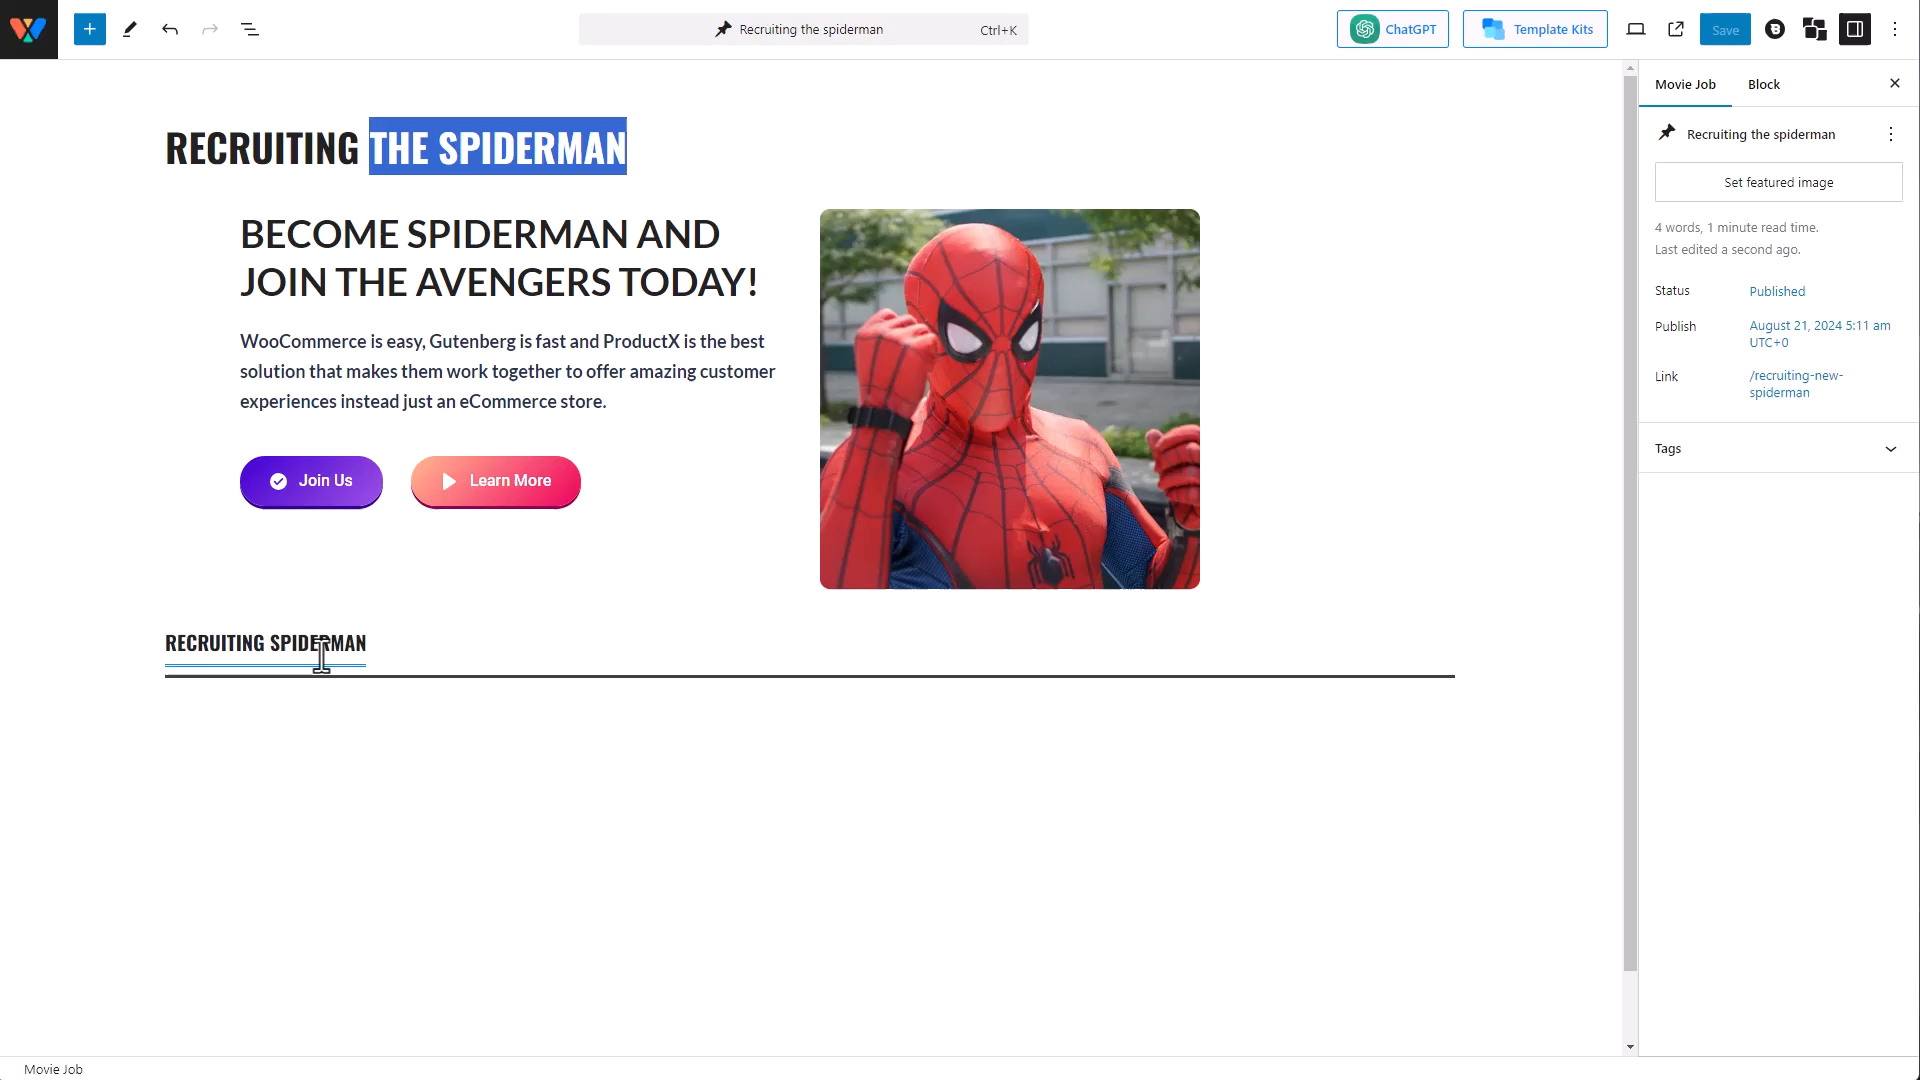 Recruiting the spiderman
Ctrl+K
ChatGPT
Template Kits
Save
RECRUITING THE SPIDERMAN
BECOME SPIDERMAN AND
JOIN THE AVENGERS TODAY!
WooCommerce is easy, Gutenberg is fast and ProductX is the best
solution that makes them work together to offer amazing customer
experiences instead just an eCommerce store.
Join Us
Learn More
RECRUITING SPIDERMAN
Movie Job
Block
Recruiting the spiderman
Set featured image
4 words, 1 minute read time.
Last edited a second ago.
Status
Published
Publish
August 21, 2024 5:11 am
UTC+0
Link
/recruiting-new-
spiderman
Tags
Movie Job